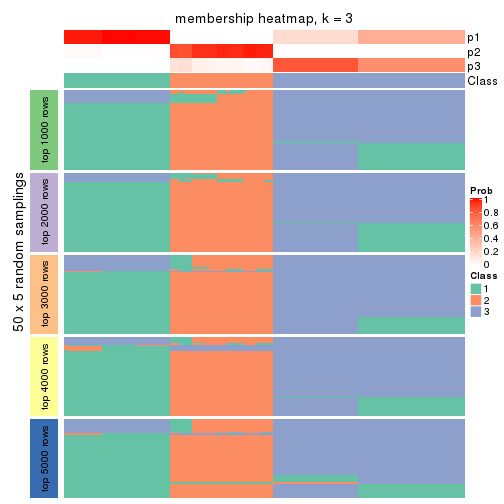 membership heatmap, k = 3
p1
p2
p3
Class
50 x 5 random samplings
top 1000 rows
top 2000 rows
top 3000 rows
top 4000 rows
top 5000 rows
Prob
1
0.8
0.6
0.4
0.2
0
Class
1
2
3